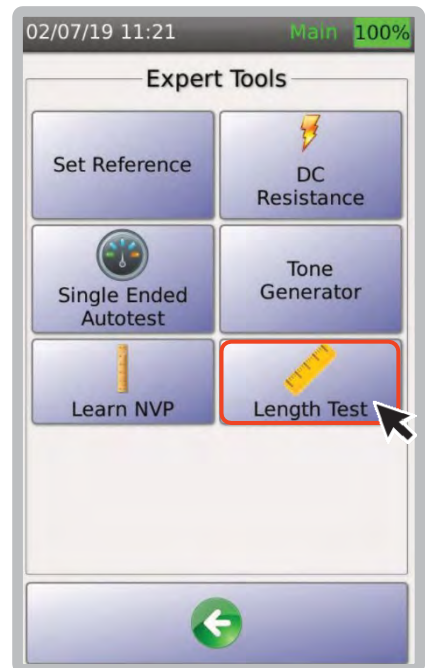 02/07/19 11:21 Main 100%
Expert Tools
Set Reference
DC
Resistance
Single Ended
Autotest
Tone
Generator
Learn NVP
Length Test